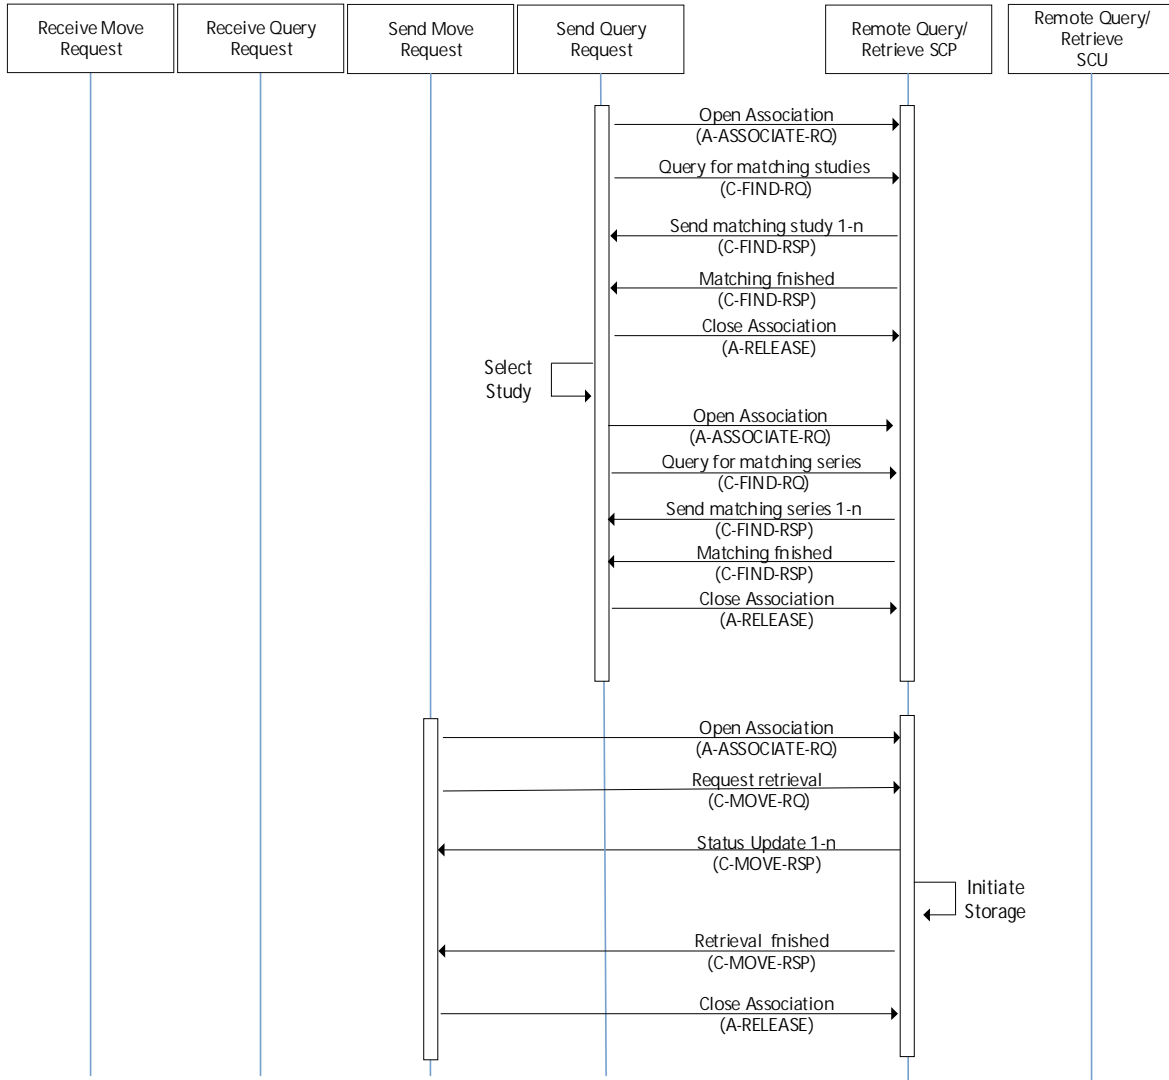 Receive Move
Request
Receive Query
Request
Send Move
Request
Send Query
Request
Remote Query/
Retrieve SCP
Remote Query/
Retrieve
SCU
Open Association
(A-ASSOCIATE-RQ)
Query for matching studies
(C-FIND-RQ)
Send matching study 1-n
(C-FIND-RSP)
Matching fnished
(C-FIND-RSP)
Close Association
(A-RELEASE)
Select
Study
Open Association
(A-ASSOCIATE-RQ)
Query for matching series
(C-FIND-RQ)
Send matching series 1-n
(C-FIND-RSP)
Matching fnished
(C-FIND-RSP)
Close Association
(A-RELEASE)
Open Association
(A-ASSOCIATE-RQ)
Request retrieval
(C-MOVE-RQ)
Status Update 1-n
(C-MOVE-RSP)
Initiate
Storage
Retrieval fnished
(C-MOVE-RSP)
Close Association
(A-RELEASE)